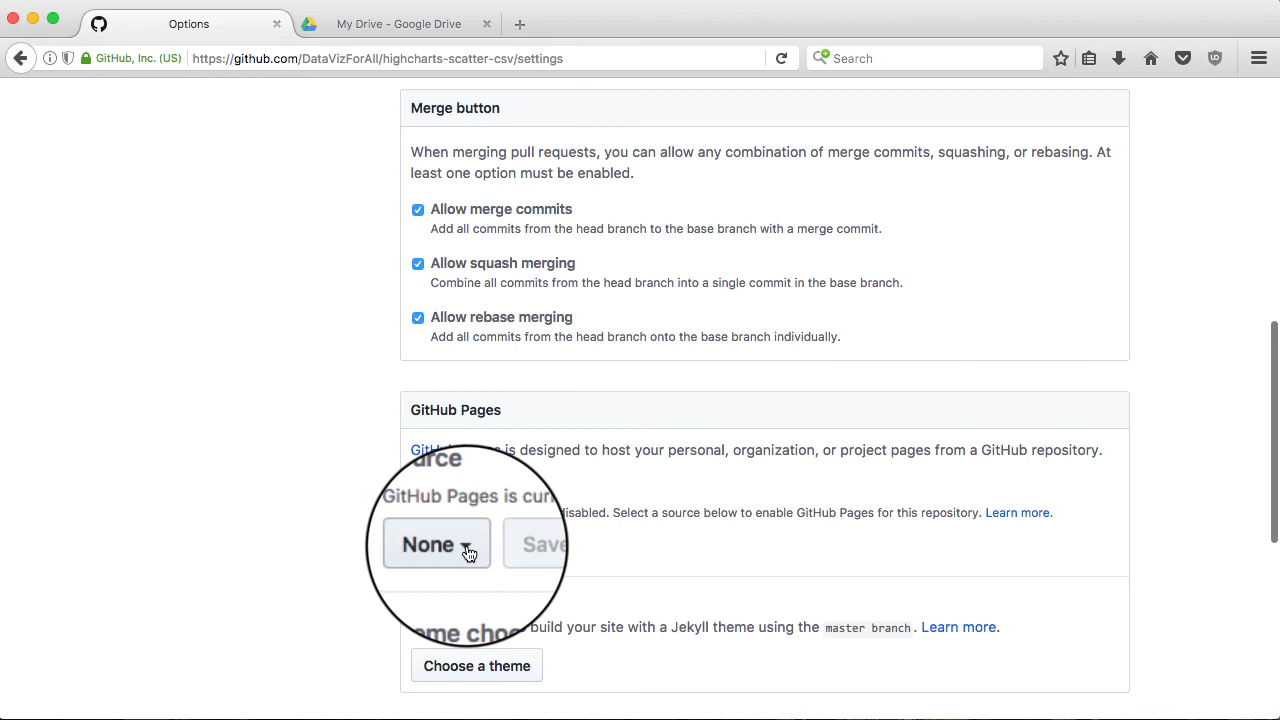 Options
My Drive - Google Drive
GitHub, Inc. (US)
https://github.com/DataVizForAll/highcharts-scatter-csv/settings
Search
Merge button
When merging pull requests, you can allow any combination of merge commits, squashing, or rebasing. At
least one option must be enabled.
Allow merge commits
Add all commits from the head branch to the base branch with a merge commit.
Allow squash merging
Combine all commits from the head branch into a single commit in the base branch.
Allow rebase merging
Add all commits from the head branch onto the base branch individually.
GitHub Pages
is designed to host your personal, organization, or project pages from a GitHub repository.
GitHub Pages is
Select a source below to enable GitHub Pages for this repository. Learn more.
None
Save
build your site with a Jekyll theme using the master branch. Learn more.
Choose a theme